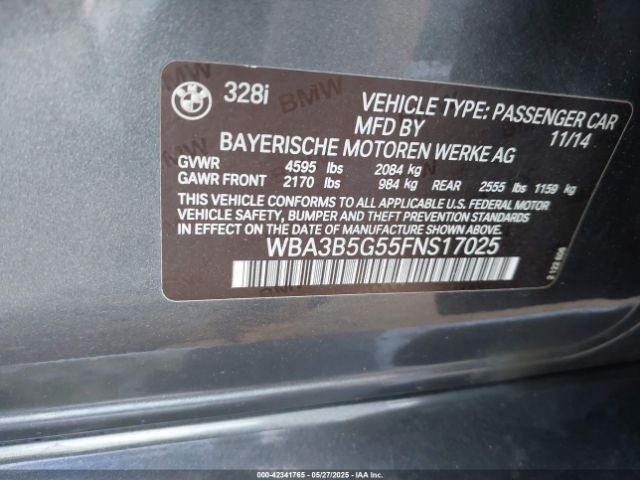 BMW 328i
VEHICLE TYPE: PASSENGER CAR
MFD BY 11/14
BAYERISCHE MOTOREN WERKE AG
GVWR 4595 lbs 2084 kg
GAWR FRONT 2170 lbs 984 kg REAR 2555 lbs 1159 kg
THIS VEHICLE CONFORMS TO ALL APPLICABLE U.S. FEDERAL MOTOR
VEHICLE SAFETY, BUMPER AND THEFT PREVENTION STANDARDS IN
EFFECT ON THE DATE OF MANUFACTURE SHOWN ABOVE.
WBA3B5G55FNS17025
000-42341765 - 05/27/2025 - IAAI CORPORATE